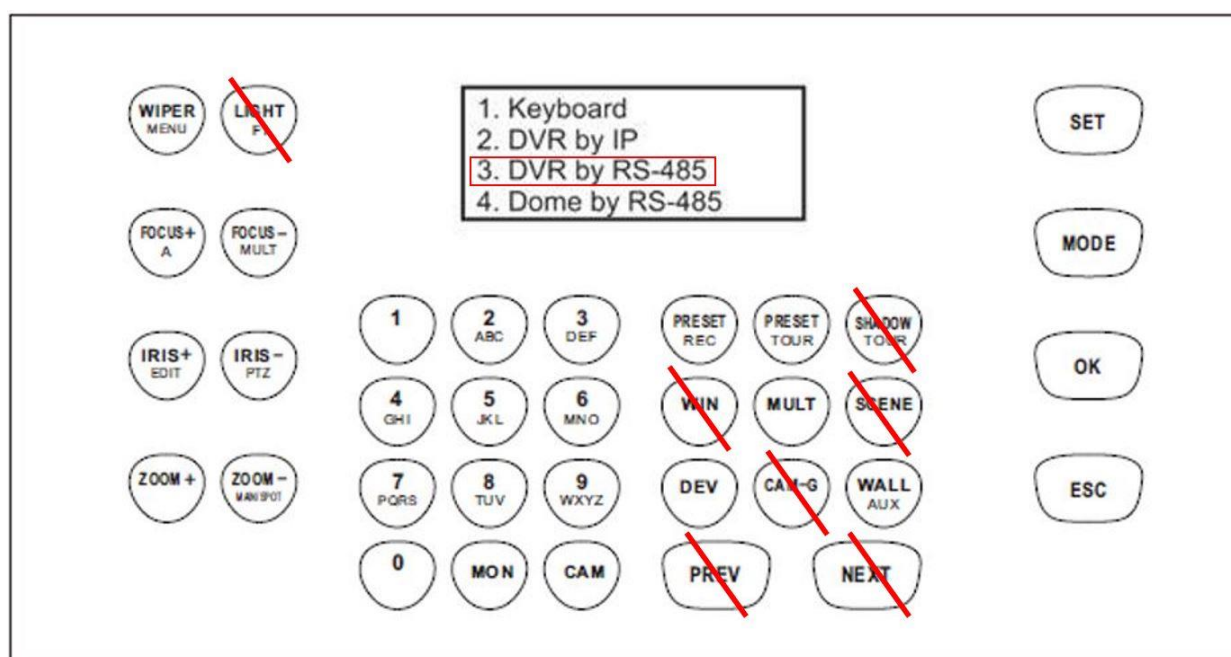 WIPER
MENU
LIGHT
F1
1. Keyboard
2. DVR by IP
3. DVR by RS-485
4. Dome by RS-485
SET
FOCUS+
A
FOCUS-
MULT
MODE
1
2
ABC
3
DEF
PRESET
REC
PRESET
TOUR
SHADOW
TOUR
IRIS+
EDIT
IRIS-
PTZ
OK
4
GHI
5
JKL
6
MNO
WIN
MULT
SCENE
ZOOM+
ZOOM-
MAN/SPOT
7
PQRS
8
TUV
9
WXYZ
DEV
CAM-G
WALL
AUX
ESC
0
MON
CAM
PREV
NEXT